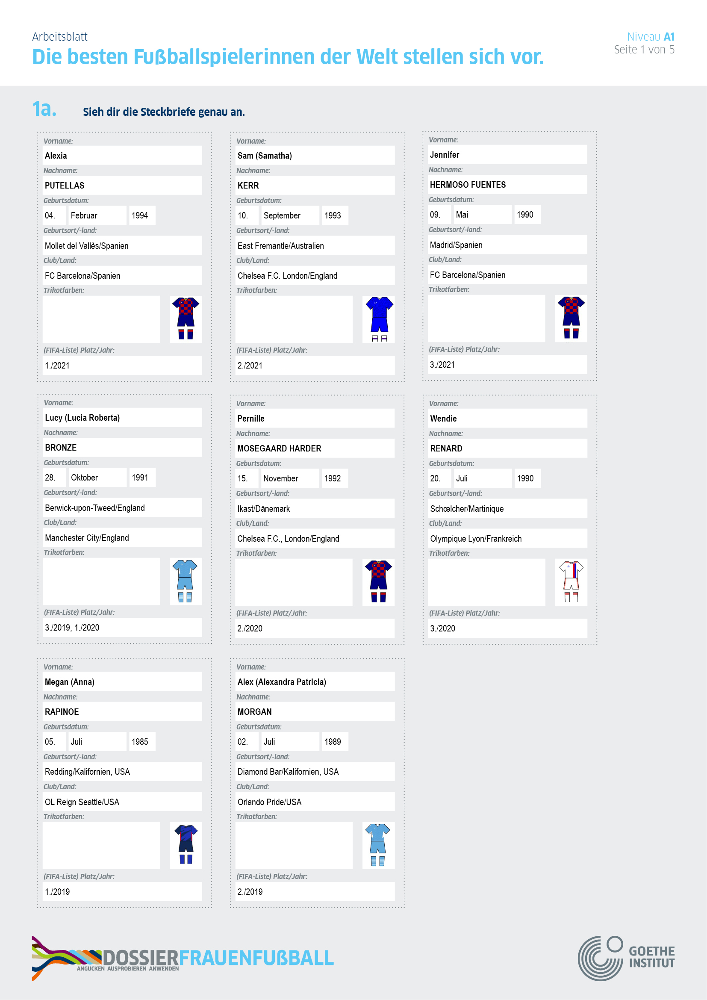 Arbeitsblatt
Die besten Fußballspielerinnen der Welt stellen sich vor.
Niveau A1
Seite 1 von 5
1a. Sieh dir die Steckbriefe genau an.
Vorname:
Alexia
Nachname:
PUTELLAS
Geburtsdatum:
04. Februar 1994
Geburtsort/-land:
Mollet del Vallès/Spanien
Club/Land:
FC Barcelona/Spanien
Trikotfarben:
(FIFA-Liste) Platz/Jahr:
1./2021
Vorname:
Sam (Samatha)
Nachname:
KERR
Geburtsdatum:
10. September 1993
Geburtsort/-land:
East Fremantle/Australien
Club/Land:
Chelsea F.C. London/England
Trikotfarben:
(FIFA-Liste) Platz/Jahr:
2./2021
Vorname:
Jennifer
Nachname:
HERMOSO FUENTES
Geburtsdatum:
09. Mai 1990
Geburtsort/-land:
Madrid/Spanien
Club/Land:
FC Barcelona/Spanien
Trikotfarben:
(FIFA-Liste) Platz/Jahr:
3./2021
Vorname:
Lucy (Lucia Roberta)
Nachname:
BRONZE
Geburtsdatum:
28. Oktober 1991
Geburtsort/-land:
Berwick-upon-Tweed/England
Club/Land:
Manchester City/England
Trikotfarben:
(FIFA-Liste) Platz/Jahr:
3./2019, 1./2020
Vorname:
Pernille
Nachname:
MOSEGAARD HARDER
Geburtsdatum:
15. November 1992
Geburtsort/-land:
Ikast/Dänemark
Club/Land:
Chelsea F.C., London/England
Trikotfarben:
(FIFA-Liste) Platz/Jahr:
2./2020
Vorname:
Wendie
Nachname:
RENARD
Geburtsdatum:
20. Juli 1990
Geburtsort/-land:
Schœlcher/Martinique
Club/Land:
Olympique Lyon/Frankreich
Trikotfarben:
(FIFA-Liste) Platz/Jahr:
3./2020
Vorname:
Megan (Anna)
Nachname:
RAPINOE
Geburtsdatum:
05. Juli 1985
Geburtsort/-land:
Redding/Kalifornien, USA
Club/Land:
OL Reign Seattle/USA
Trikotfarben:
(FIFA-Liste) Platz/Jahr:
1./2019
Vorname:
Alex (Alexandra Patricia)
Nachname:
MORGAN
Geburtsdatum:
02. Juli 1989
Geburtsort/-land:
Diamond Bar/Kalifornien, USA
Club/Land:
Orlando Pride/USA
Trikotfarben:
(FIFA-Liste) Platz/Jahr:
2./2019
DOSSIERFRAUENFUßBALL
ANGUCKEN AUSPROBIEREN ANWENDEN
GOETHE
INSTITUT